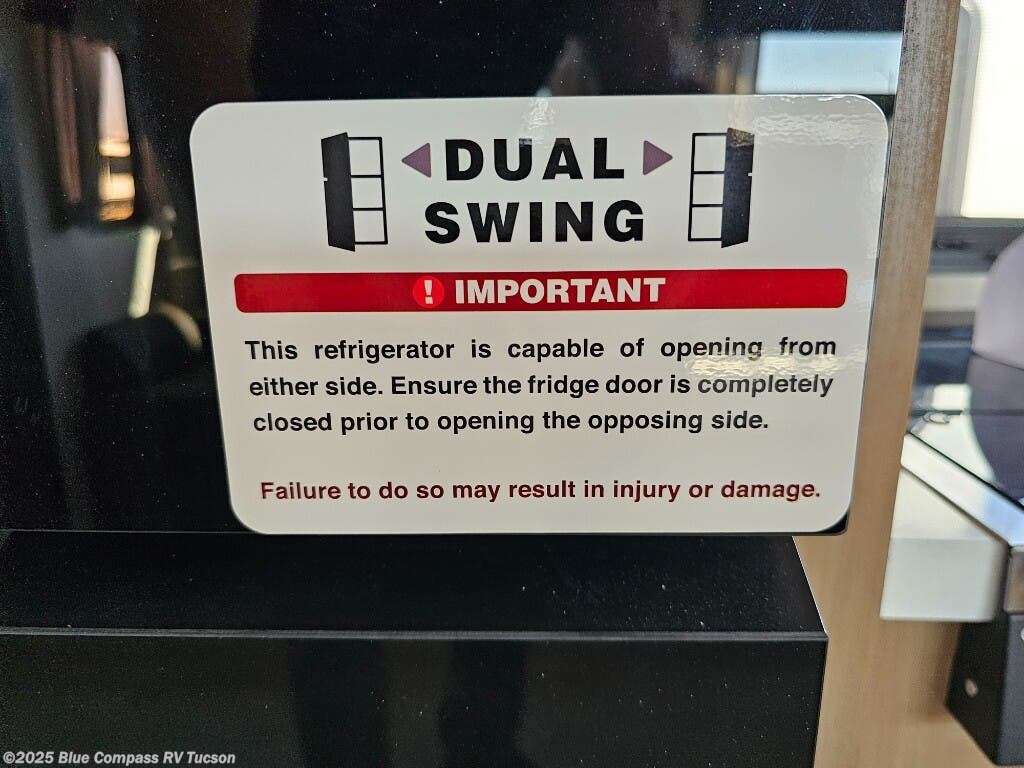 DUAL
SWING
! IMPORTANT
This refrigerator is capable of opening from
either side. Ensure the fridge door is completely
closed prior to opening the opposing side.
Failure to do so may result in injury or damage.
©2025 Blue Compass RV Tucson